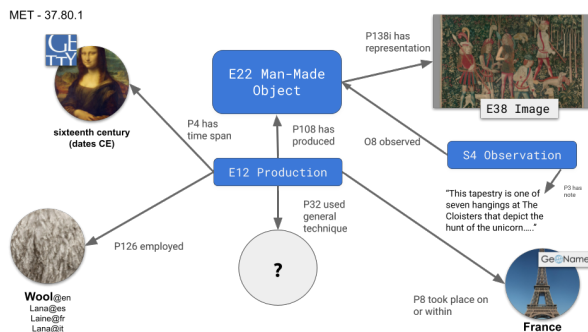 MET - 37.80.1
GE
TTY
sixteenth century
(dates CE)
P4 has
time span
E22 Man-Made
Object
P138i has
representation
E38 Image
P108 has
produced
O8 observed
S4 Observation
E12 Production
P3 has
note
“This tapestry is one of
seven hangings at The
Cloisters that depict the
hunt of the unicorn.....”
P32 used
general
technique
P126 employed
?
GeoName
Wool@en
Lana@es
Laine@fr
Lana@it
P8 took place on
or within
France